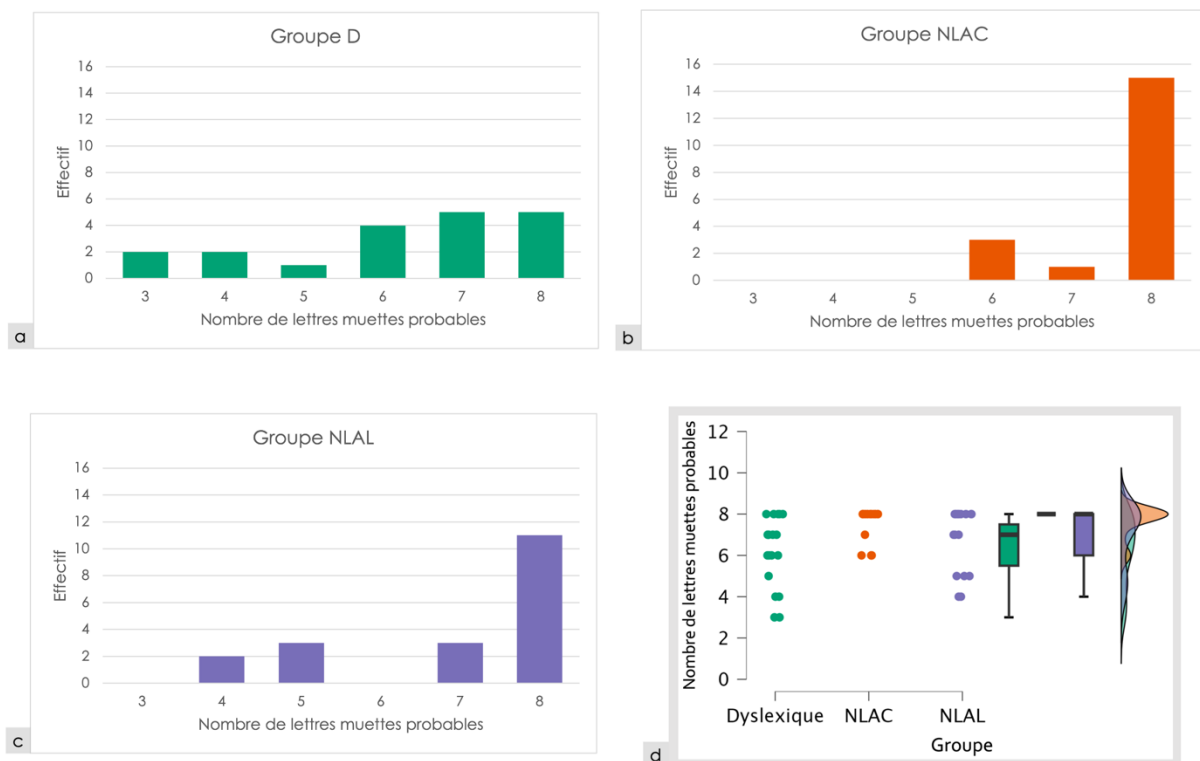 Groupe D
16
14
12
10
8
6
4
2
0
Effectif
3 4 5 6 7 8
Nombre de lettres muettes probables
a
Groupe NLAC
16
14
12
10
8
6
4
2
0
Effectif
3 4 5 6 7 8
Nombre de lettres muettes probables
b
Groupe NLAL
16
14
12
10
8
6
4
2
0
Effectif
3 4 5 6 7 8
Nombre de lettres muettes probables
c
Nombre de lettres muettes probables
12
10
8
6
4
2
0
Dyslexique NLAC NLAL
Groupe
d